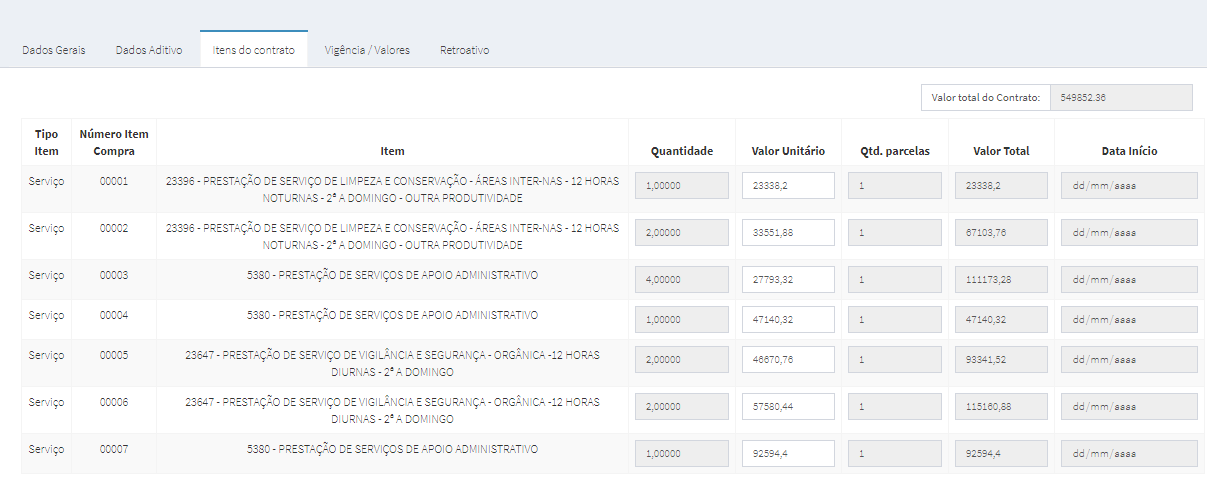 Dados Gerais Dados Aditivo Itens do contrato Vigência / Valores Retroativo
Valor total do Contrato: 549852.36
Tipo Item Número Item Compra Item Quantidade Valor Unitário Qtd. parcelas Valor Total Data Início
Serviço 00001 23396 - PRESTAÇÃO DE SERVIÇO DE LIMPEZA E CONSERVAÇÃO - ÁREAS INTER-NAS - 12 HORAS 1,00000 23338,2 1 23338,2 dd/mm/aaaa
NOTURNAS - 2ª A DOMINGO - OUTRA PRODUTIVIDADE
Serviço 00002 23396 - PRESTAÇÃO DE SERVIÇO DE LIMPEZA E CONSERVAÇÃO - ÁREAS INTER-NAS - 12 HORAS 2,00000 33551,88 1 67103,76 dd/mm/aaaa
NOTURNAS - 2ª A DOMINGO - OUTRA PRODUTIVIDADE
Serviço 00003 5380 - PRESTAÇÃO DE SERVIÇOS DE APOIO ADMINISTRATIVO 4,00000 27793,32 1 111173,28 dd/mm/aaaa
Serviço 00004 5380 - PRESTAÇÃO DE SERVIÇOS DE APOIO ADMINISTRATIVO 1,00000 47140,32 1 47140,32 dd/mm/aaaa
Serviço 00005 23647 - PRESTAÇÃO DE SERVIÇO DE VIGILÂNCIA E SEGURANÇA - ORGÂNICA -12 HORAS 2,00000 46670,76 1 93341,52 dd/mm/aaaa
DIURNAS - 2ª A DOMINGO
Serviço 00006 23647 - PRESTAÇÃO DE SERVIÇO DE VIGILÂNCIA E SEGURANÇA - ORGÂNICA -12 HORAS 2,00000 57580,44 1 115160,88 dd/mm/aaaa
DIURNAS - 2ª A DOMINGO
Serviço 00007 5380 - PRESTAÇÃO DE SERVIÇOS DE APOIO ADMINISTRATIVO 1,00000 92594,4 1 92594,4 dd/mm/aaaa